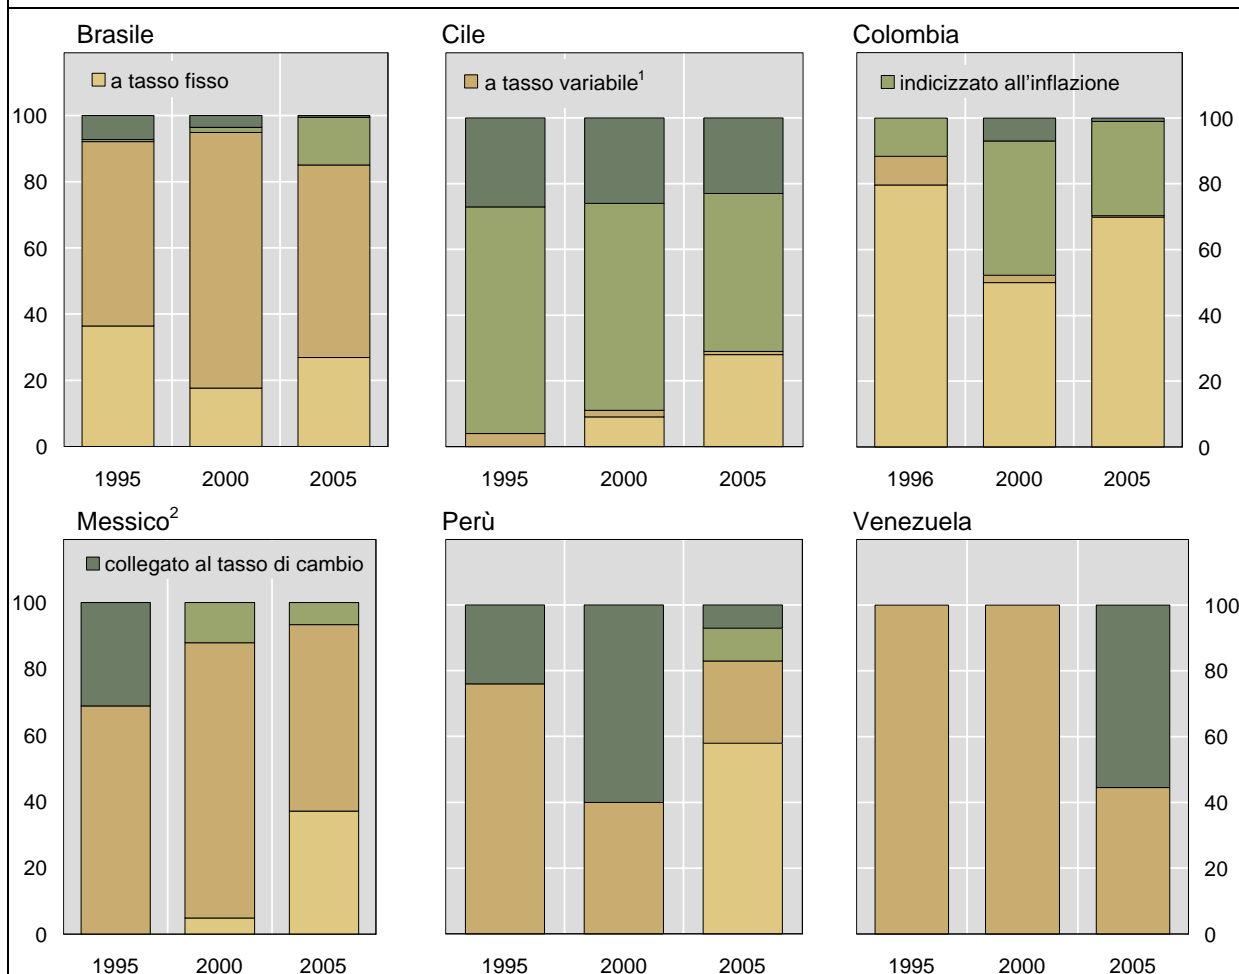 Brasile
Cile
Colombia
a tasso fisso
a tasso variabile1
indicizzato all'inflazione
100
80
60
40
20
0
100
80
60
40
20
0
1995 2000 2005
1995 2000 2005
1996 2000 2005
Messico2
Perù
Venezuela
collegato al tasso di cambio
100
80
60
40
20
0
100
80
60
40
20
0
1995 2000 2005
1995 2000 2005
1995 2000 2005